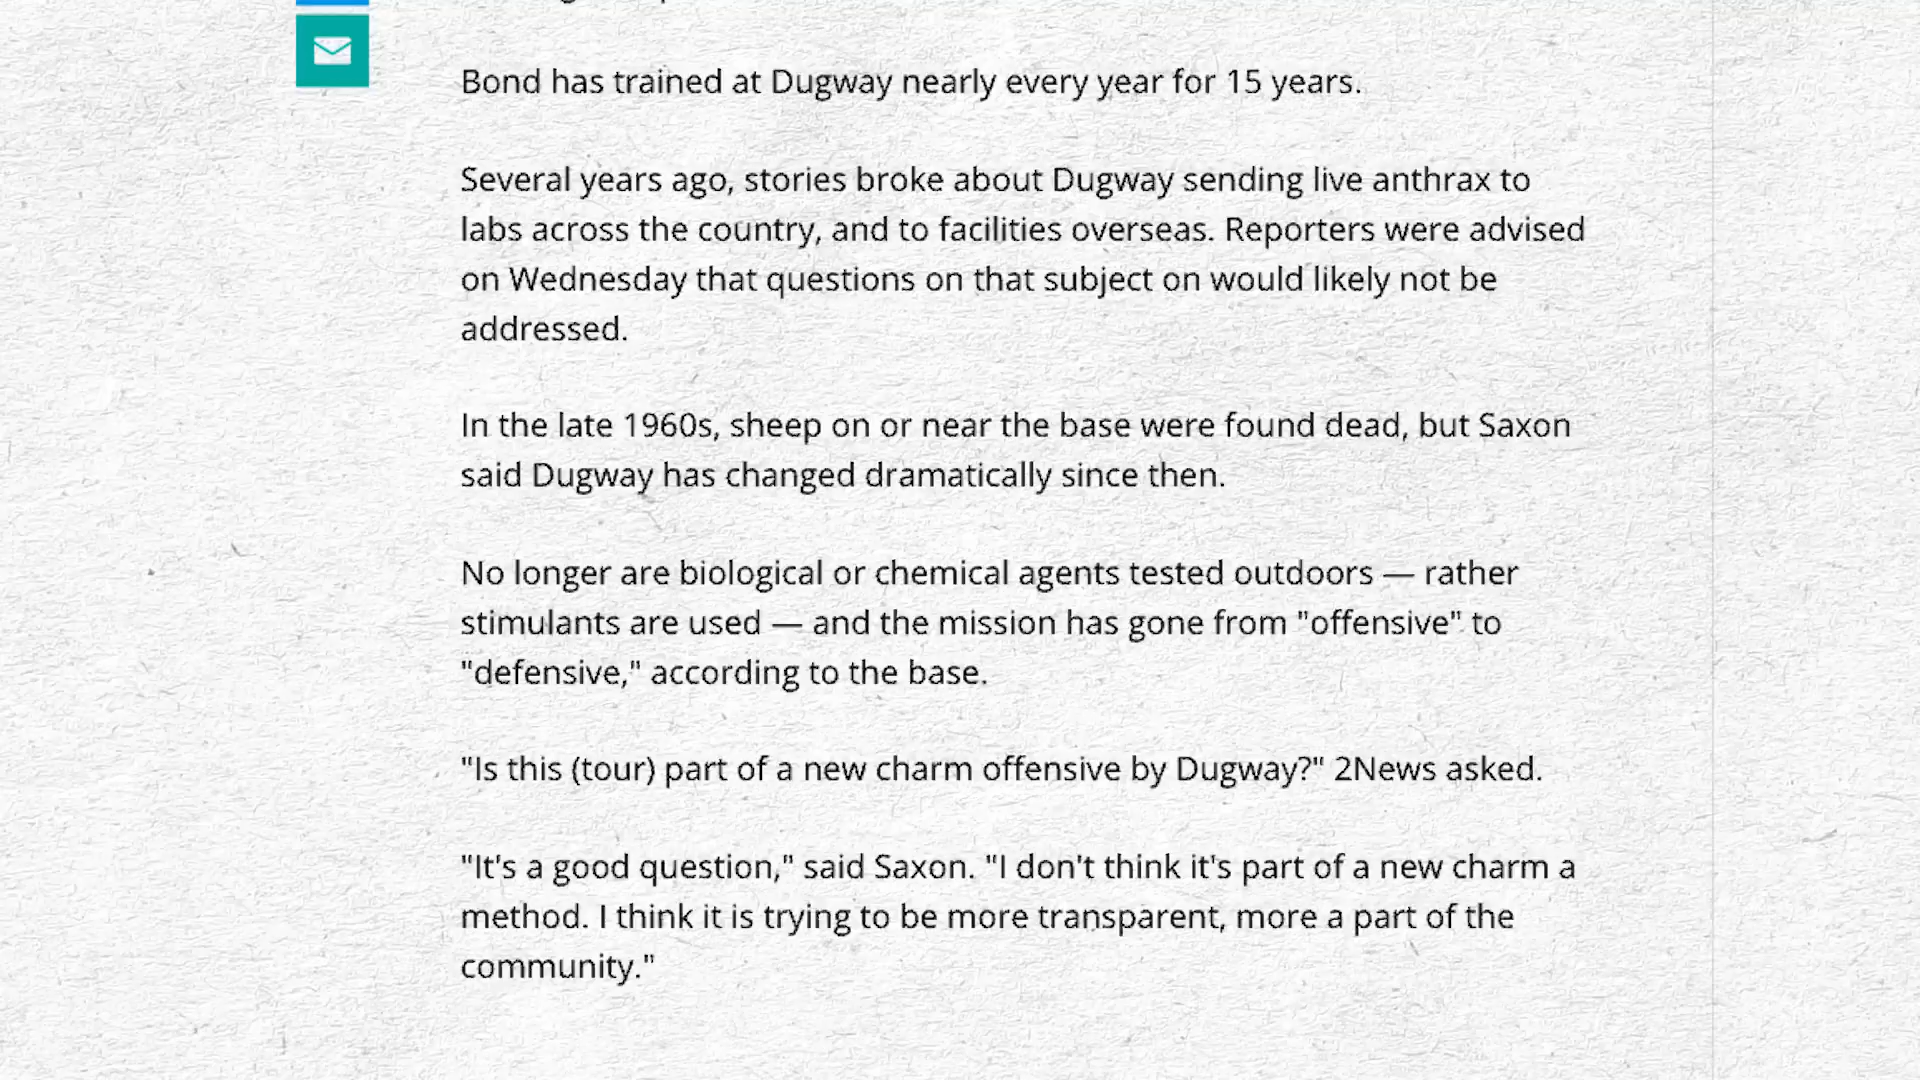 Bond has trained at Dugway nearly every year for 15 years.
Several years ago, stories broke about Dugway sending live anthrax to
labs across the country, and to facilities overseas. Reporters were advised
on Wednesday that questions on that subject on would likely not be
addressed.
In the late 1960s, sheep on or near the base were found dead, but Saxon
said Dugway has changed dramatically since then.
No longer are biological or chemical agents tested outdoors — rather
stimulants are used — and the mission has gone from "offensive" to
"defensive," according to the base.
"Is this (tour) part of a new charm offensive by Dugway?" 2News asked.
"It's a good question," said Saxon. "I don't think it's part of a new charm a
method. I think it is trying to be more transparent, more a part of the
community."